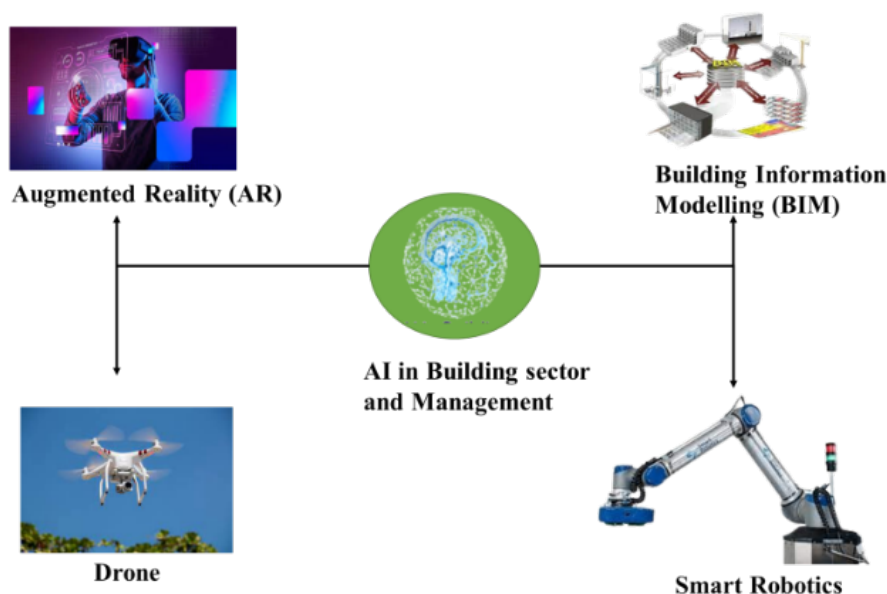 Augmented Reality (AR)
Building Information
Modelling (BIM)
AI in Building sector
and Management
Drone
Smart Robotics